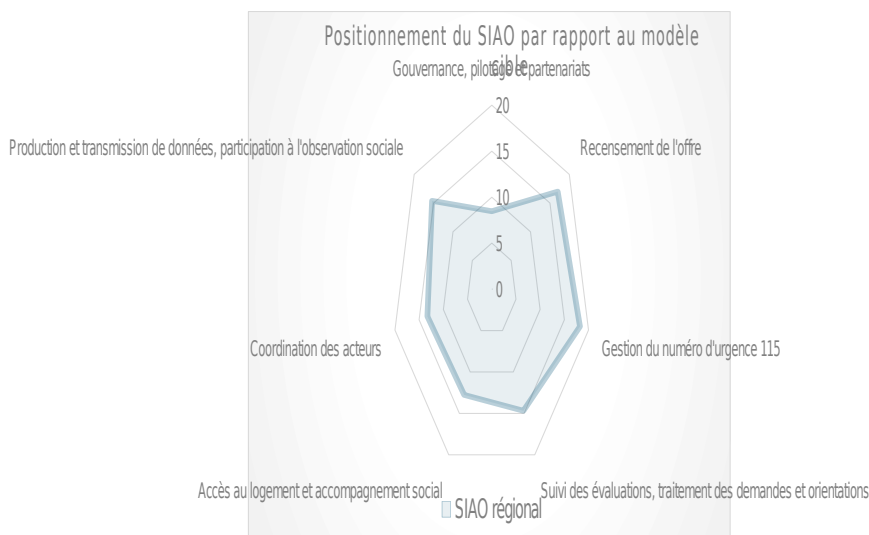 Positionnement du SIAO par rapport au modèle
cible
Gouvernance, pilotage et partenariats
20
Production et transmission de données, participation à l'observation sociale
Recensement de l'offre
15
10
5
0
Coordination des acteurs
Gestion du numéro d'urgence 115
Accès au logement et accompagnement social
Suivi des évaluations, traitement des demandes et orientations
SIAO régional